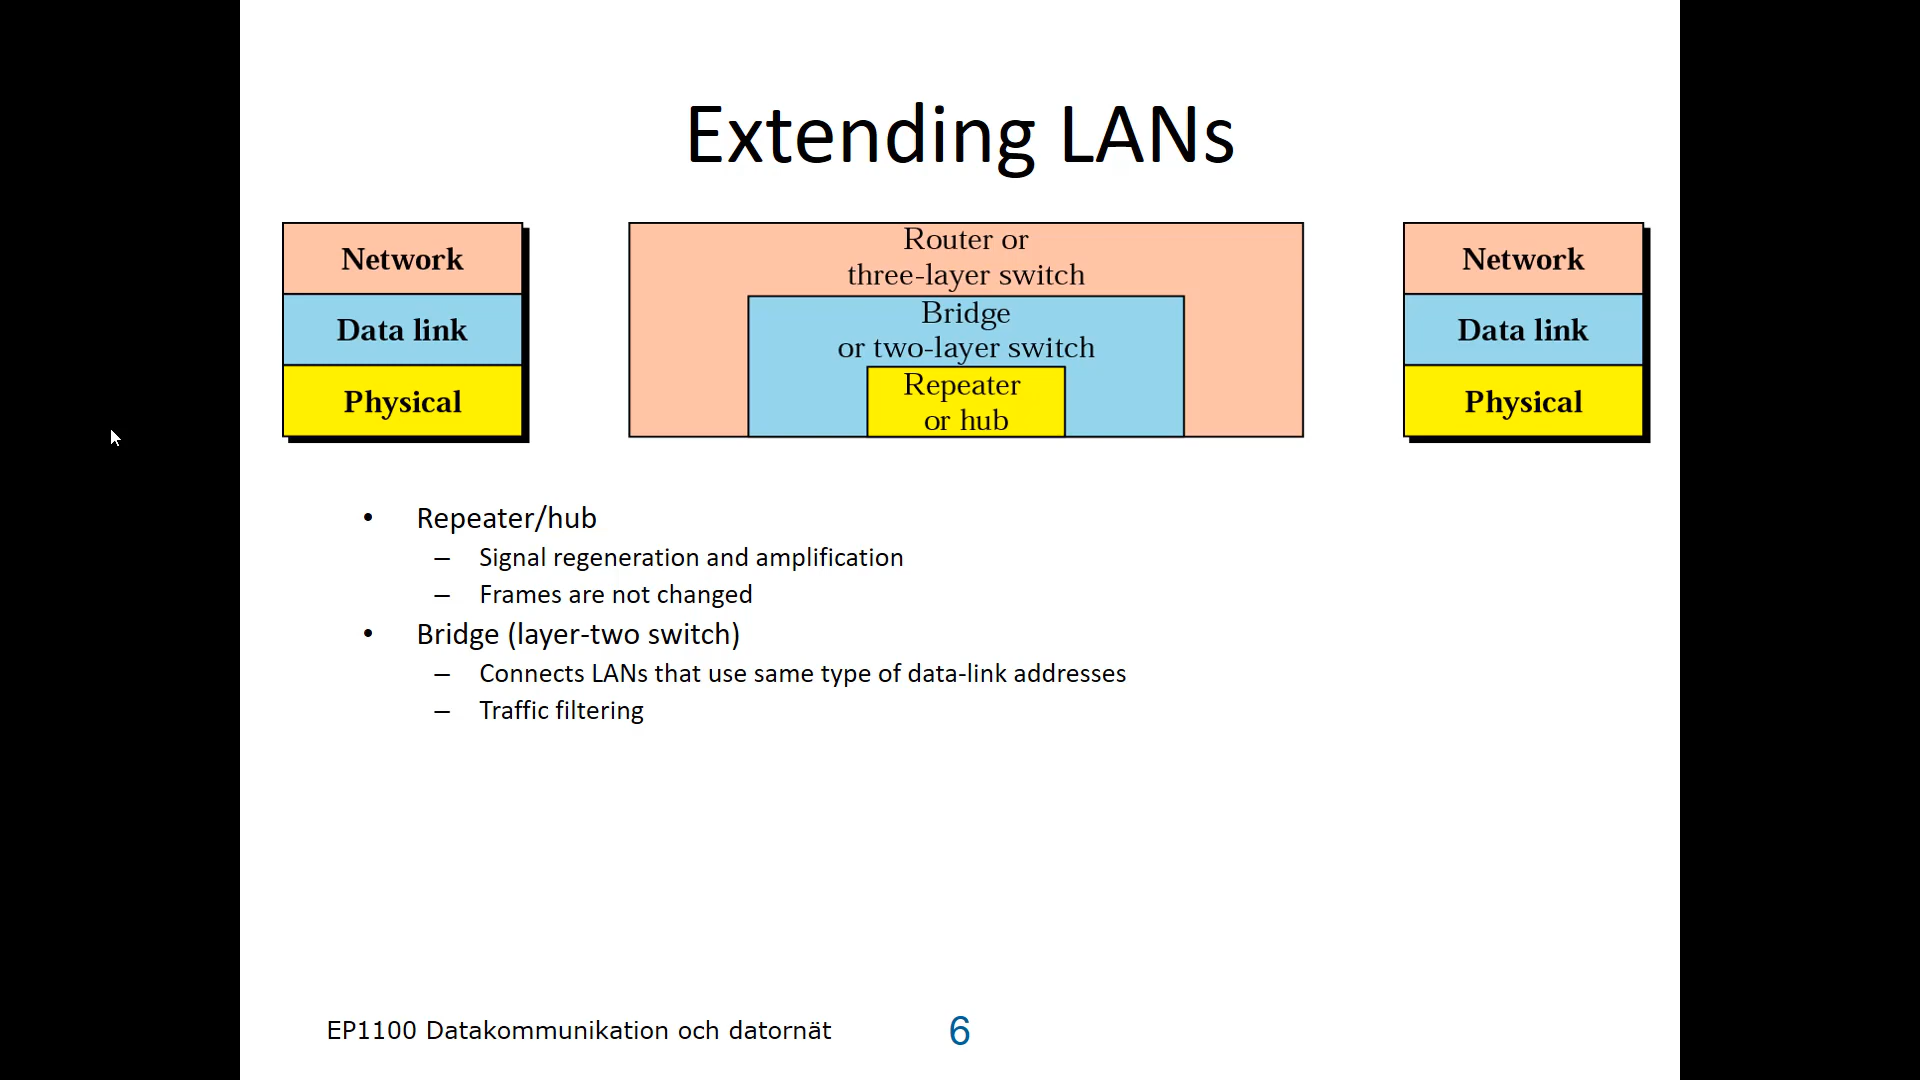 Extending LANs
Network
Data link
Physical
Router or
three-layer switch
Bridge
or two-layer switch
Repeater
or hub
Network
Data link
Physical
• Repeater/hub
– Signal regeneration and amplification
– Frames are not changed
• Bridge (layer-two switch)
– Connects LANs that use same type of data-link addresses
– Traffic filtering
EP1100 Datakommunikation och datornät
6